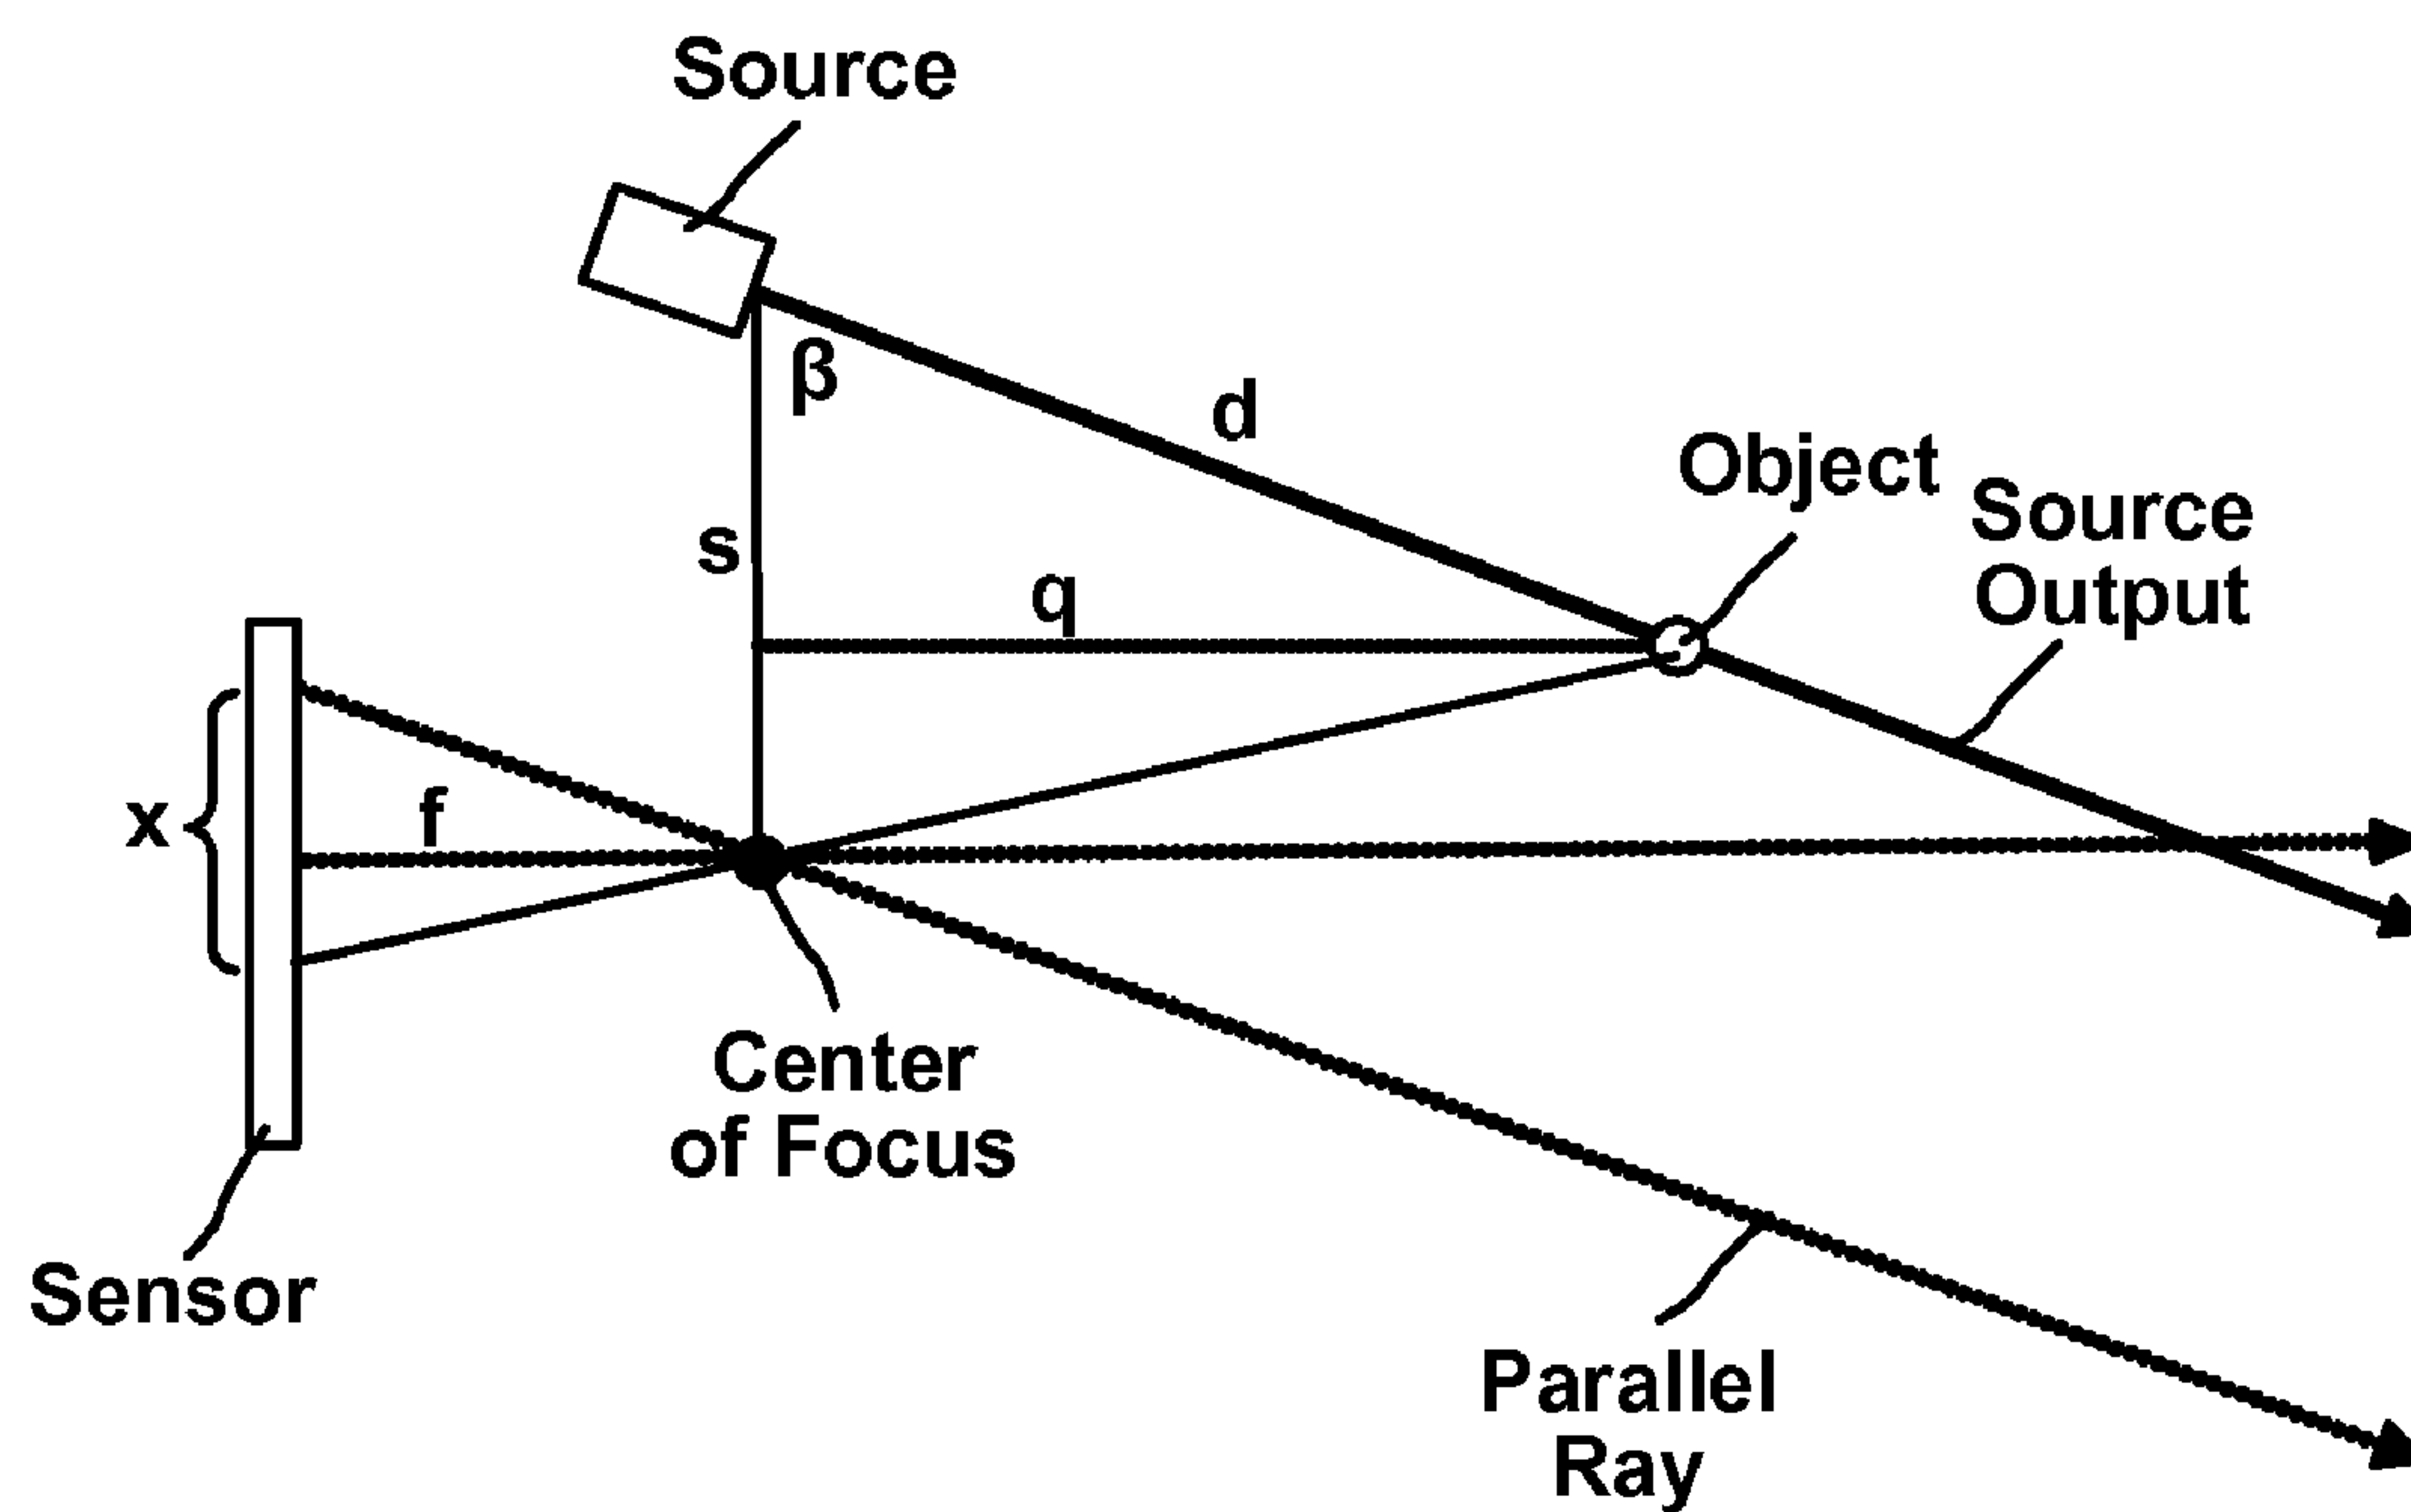 Source
β
d
Object
Source
Output
s
q
x
f
Center
of Focus
Sensor
Parallel
Ray